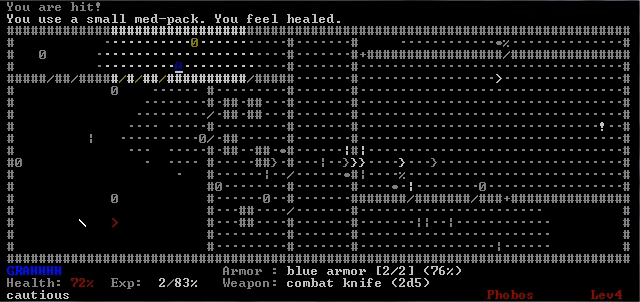 You are hit!
You use a small med-pack. You feel healed.
GRAHHHH
Armor : blue armor [2/2] (76%)
Health: 72% Exp: 2/83% Weapon: combat knife (2d5)
cautious Phobos Lev4